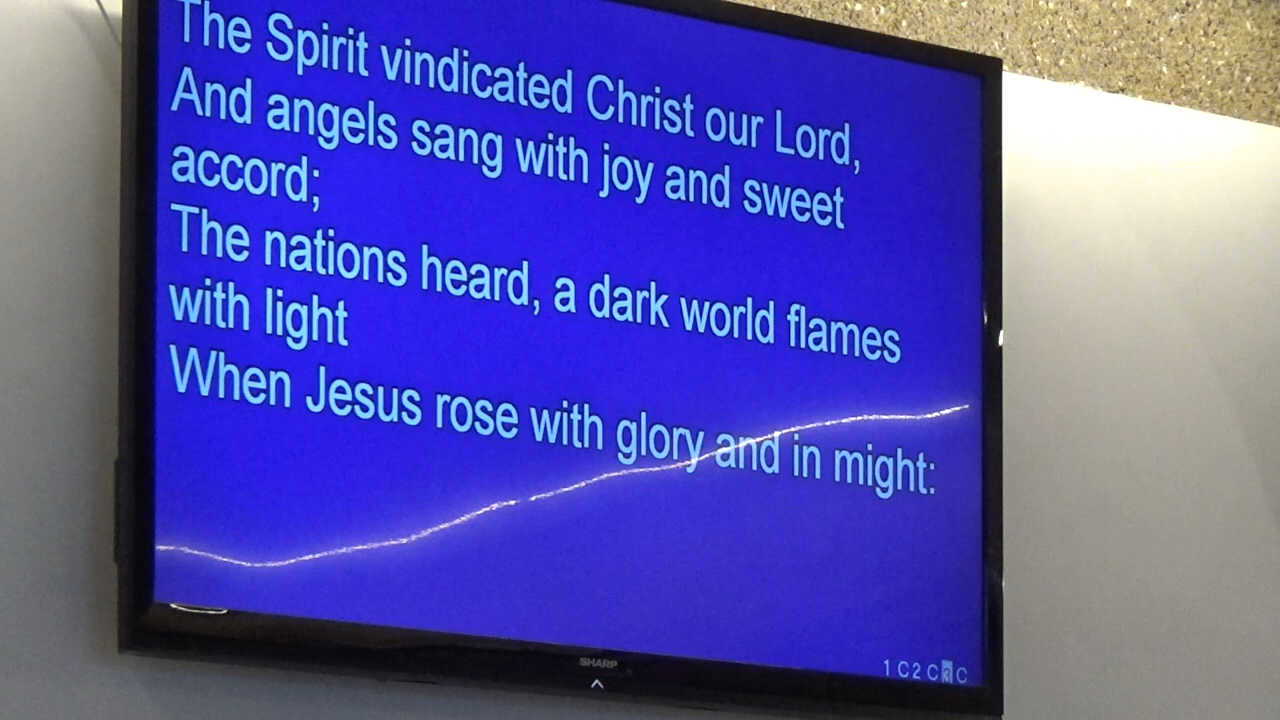 The Spirit vindicated Christ our Lord,
And angels sang with joy and sweet
accord;
The nations heard, a dark world flames
with light
When Jesus rose with glory and in might:
SHARP
1 C 2 C 3 C